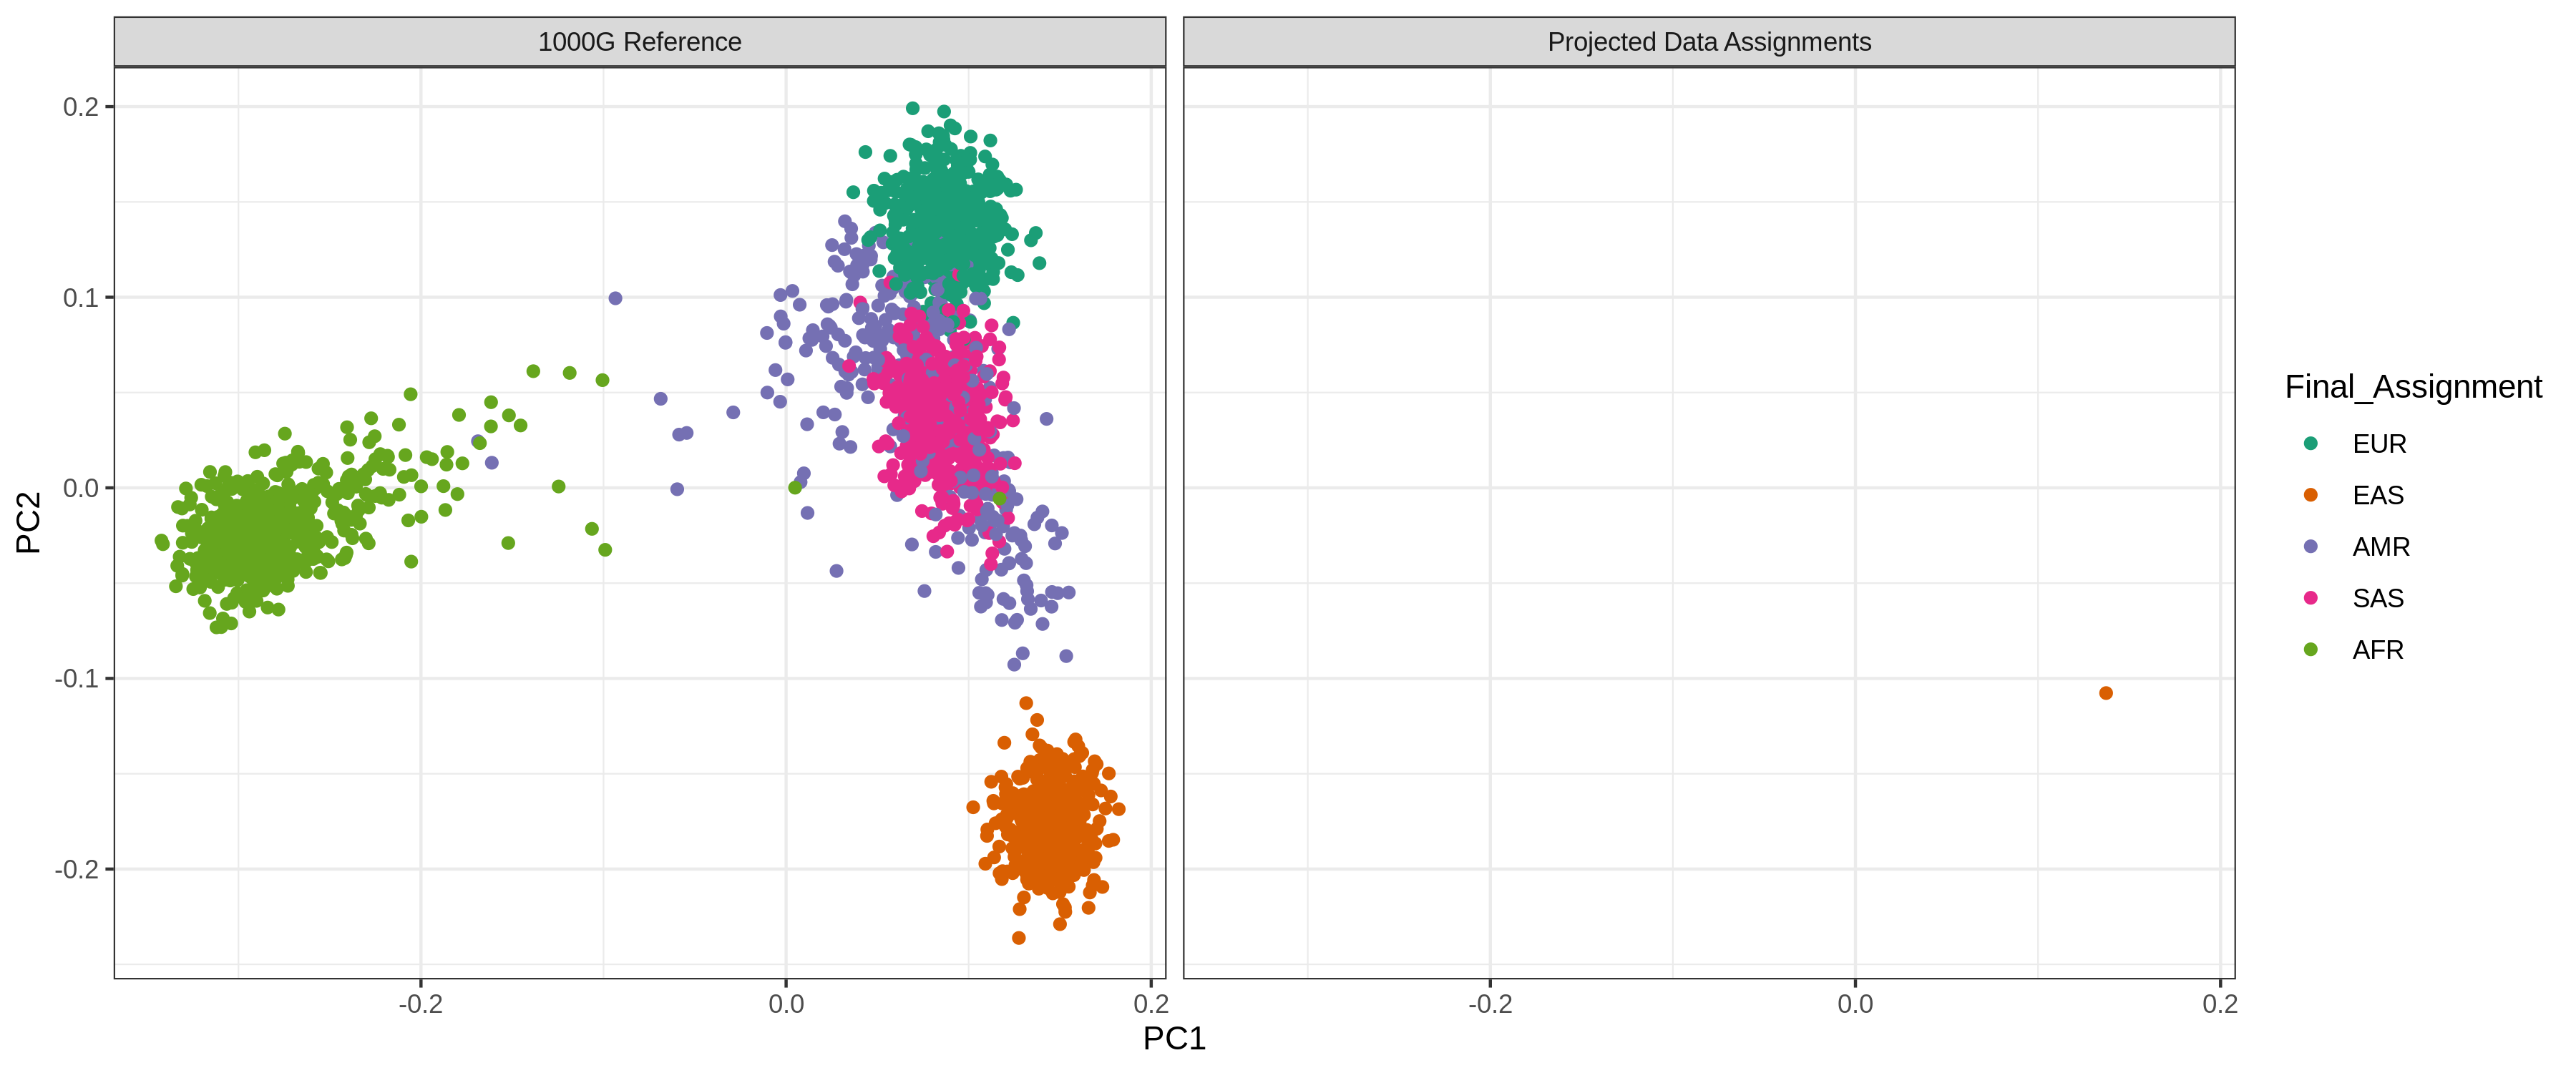 1000G Reference
Projected Data Assignments
0.2
0.1
0.0
-0.1
-0.2
PC2
-0.2
0.0
0.2
-0.2
0.0
0.2
PC1
Final_Assignment
EUR
EAS
AMR
SAS
AFR